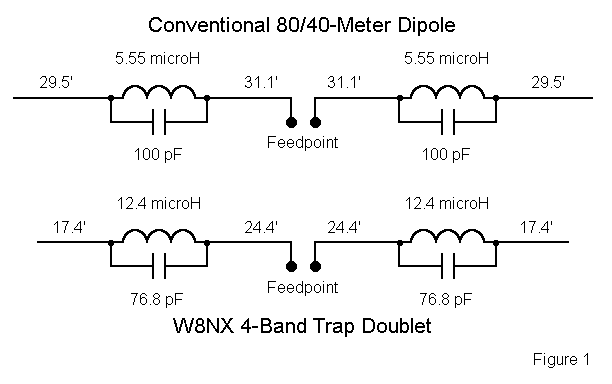 Conventional 80/40-Meter Dipole
5.55 microH 5.55 microH
29.5' 31.1' 31.1' 29.5'
Feedpoint
100 pF 100 pF
12.4 microH 12.4 microH
17.4' 24.4' 24.4' 17.4'
Feedpoint
76.8 pF 76.8 pF
W8NX 4-Band Trap Doublet
Figure 1